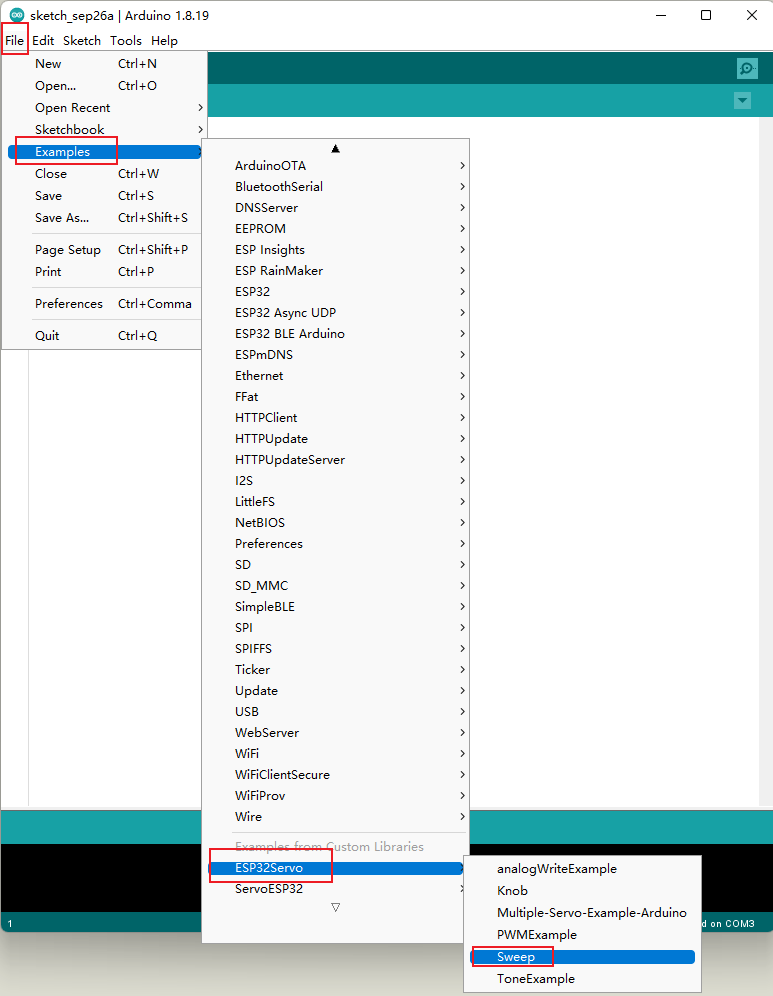 sketch_sep26a | Arduino 1.8.19
File Edit Sketch Tools Help
New Ctrl+N
Open... Ctrl+O
Open Recent
Sketchbook
Examples
Close Ctrl+W
Save Ctrl+S
Save As... Ctrl+Shift+S
Page Setup Ctrl+Shift+P
Print Ctrl+P
Preferences Ctrl+Comma
Quit Ctrl+Q
ArduinoOTA
BluetoothSerial
DNSServer
EEPROM
ESP Insights
ESP RainMaker
ESP32
ESP32 Async UDP
ESP32 BLE Arduino
ESPmDNS
Ethernet
FFat
HTTPClient
HTTPUpdate
HTTPUpdateServer
I2S
LittleFS
NetBIOS
Preferences
SD
SD_MMC
SimpleBLE
SPI
SPIFFS
Ticker
Update
USB
WebServer
WiFi
WiFiClientSecure
WiFiProv
Wire
Examples from Custom Libraries
ESP32Servo
ServoESP32
analogWriteExample
Knob
Multiple-Servo-Example-Arduino
PWMExample
Sweep
ToneExample
1
d on COM3